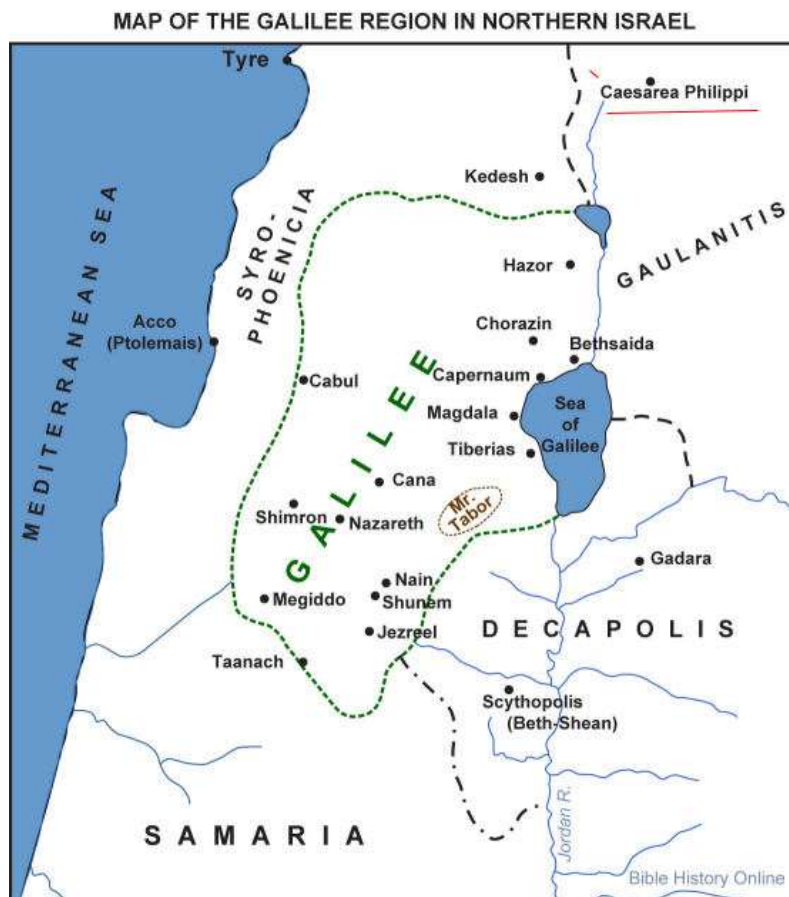 MAP OF THE GALILEE REGION IN NORTHERN ISRAEL
Tyre
Caesarea Philippi
Kedesh
MEDITERRANEAN SEA
SYRO-
PHOENICIA
GAULANITIS
Hazor
Acco
(Ptolemais)
Chorazin
Bethsaida
Cabul
Capernaum
Magdala
Sea
of
Galilee
Tiberias
GALILEE
Cana
Mr.
Tabor
Shimron
Nazareth
Gadara
Nain
Megiddo
Shunem
Jezreel
DECAPOLIS
Taanach
Scythopolis
(Beth-Shean)
SAMARIA
Jordan R.
Bible History Online